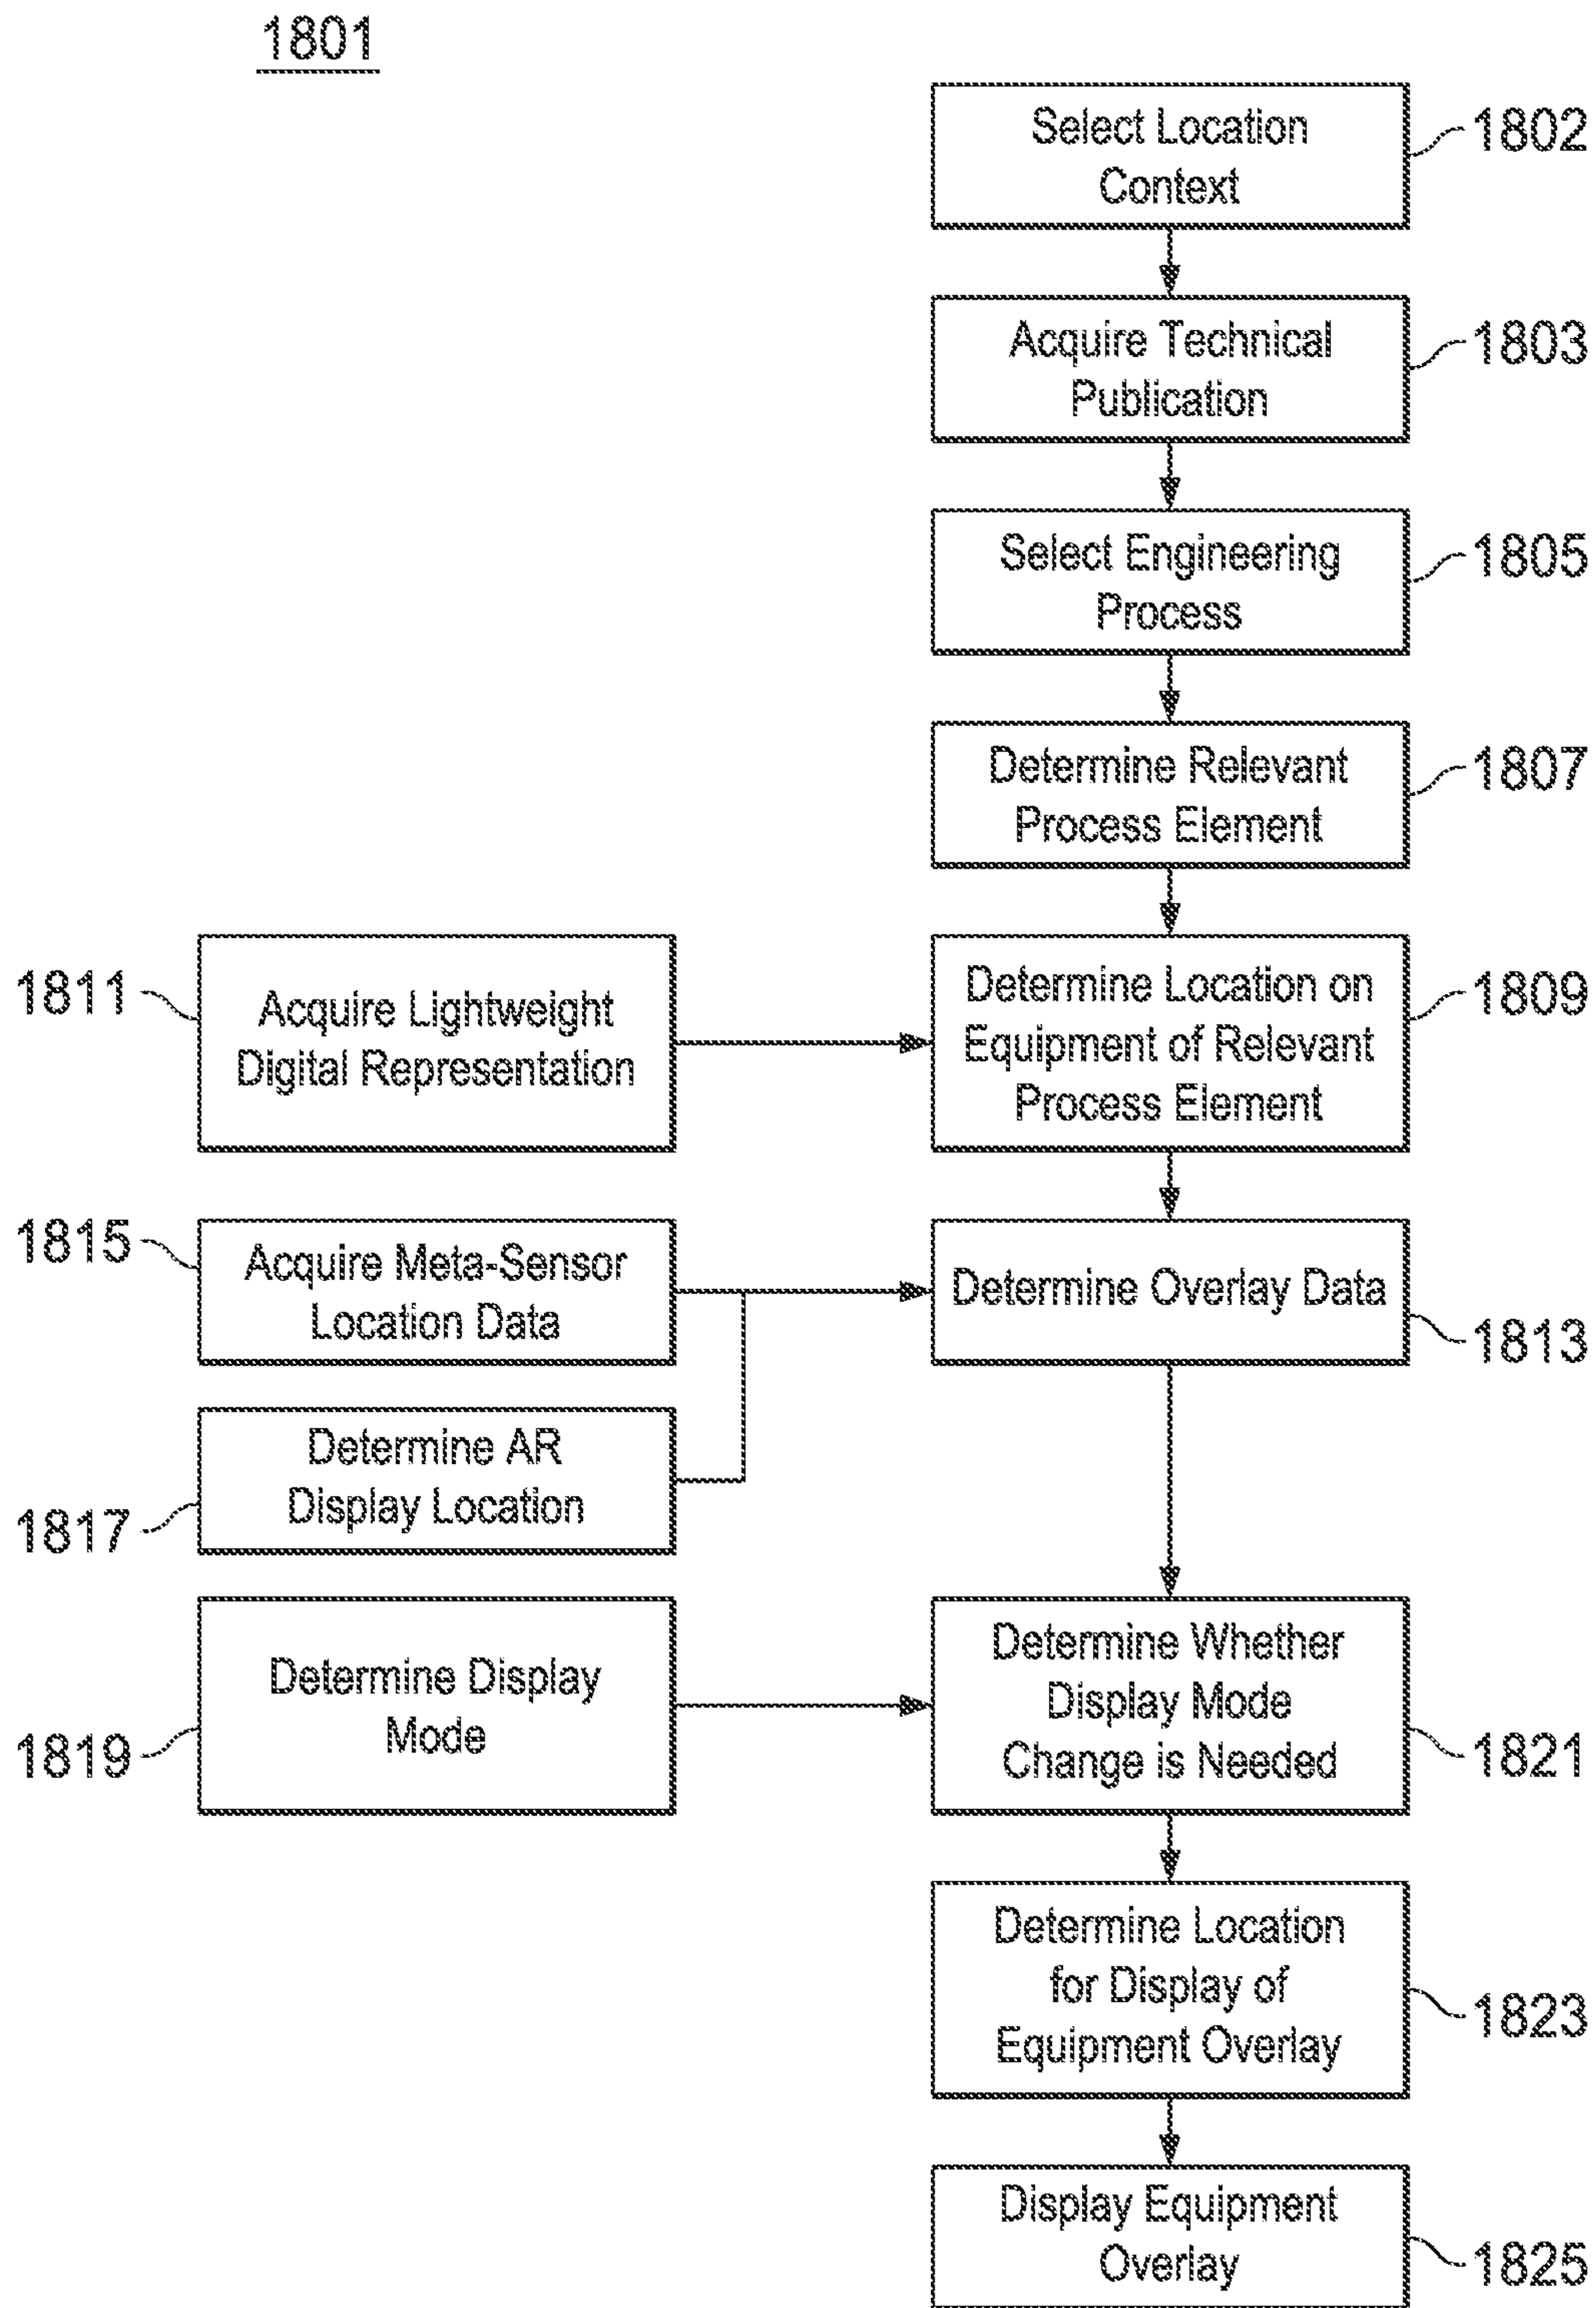 1801
Select Location
Context
1802
Acquire Technical
Publication
1803
Select Engineering
Process
1805
Determine Relevant
Process Element
1807
1811
Acquire Lightweight
Digital Representation
Determine Location on
Equipment of Relevant
Process Element
1809
1815
Acquire Meta-Sensor
Location Data
Determine Overlay Data
1813
Determine AR
Display Location
1817
Determine Display
Mode
1819
Determine Whether
Display Mode
Change is Needed
1821
Determine Location
for Display of
Equipment Overlay
1823
Display Equipment
Overlay
1825